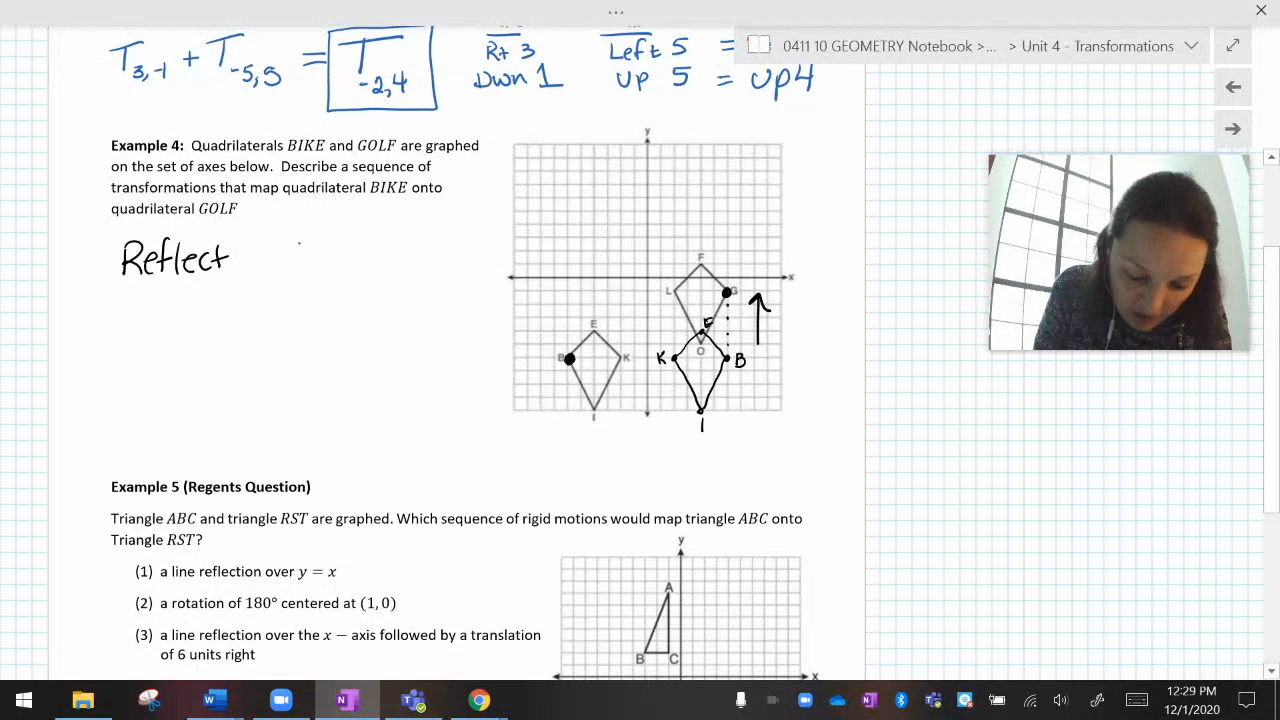 0411 10 GEOMETRY Notebook >... > Unit 4 - Transformations
T3,-1 + T-5,5 = T-2,4
Rt 3 Left 5 =
Down 1 Up 5 = up 4
Example 4: Quadrilaterals BIKE and GOLF are graphed
on the set of axes below. Describe a sequence of
transformations that map quadrilateral BIKE onto
quadrilateral GOLF
Reflect
y
x
F
L G
E
O
E
B K
K B
I
I
Example 5 (Regents Question)
Triangle ABC and triangle RST are graphed. Which sequence of rigid motions would map triangle ABC onto
Triangle RST?
(1) a line reflection over y = x
(2) a rotation of 180° centered at (1, 0)
(3) a line reflection over the x – axis followed by a translation
of 6 units right
y
A
B C
x
12:29 PM
12/1/2020